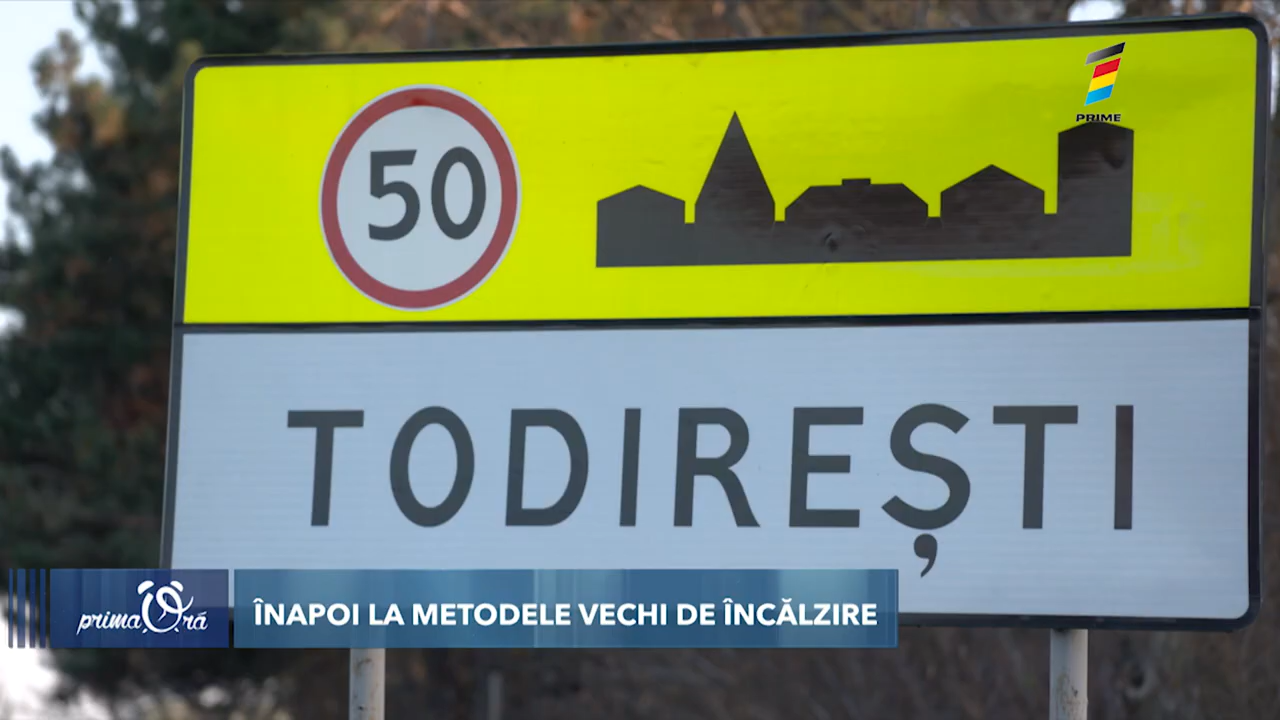 PRIME
50
TODIREȘTI
prima Oră
ÎNAPOI LA METODELE VECHI DE ÎNCĂLZIRE